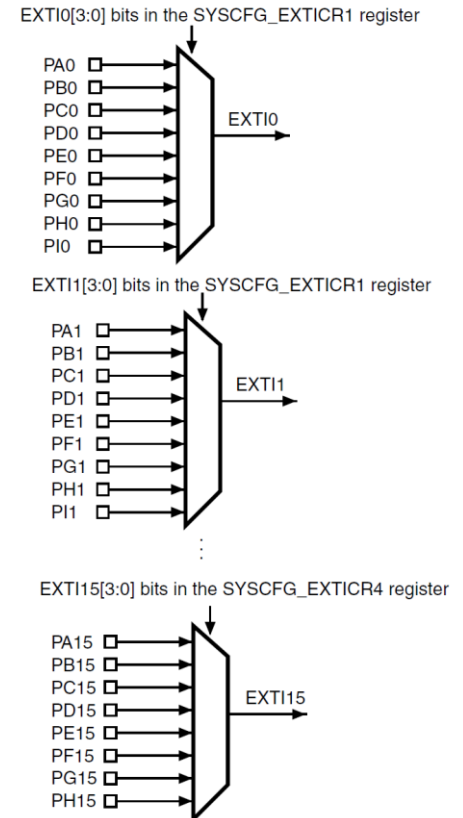 EXTI0[3:0] bits in the SYSCFG_EXTICR1 register
PA0
PB0
PC0
PD0
PE0
PF0
PG0
PH0
PI0
EXTI0
EXTI1[3:0] bits in the SYSCFG_EXTICR1 register
PA1
PB1
PC1
PD1
PE1
PF1
PG1
PH1
PI1
EXTI1
EXTI15[3:0] bits in the SYSCFG_EXTICR4 register
PA15
PB15
PC15
PD15
PE15
PF15
PG15
PH15
EXTI15